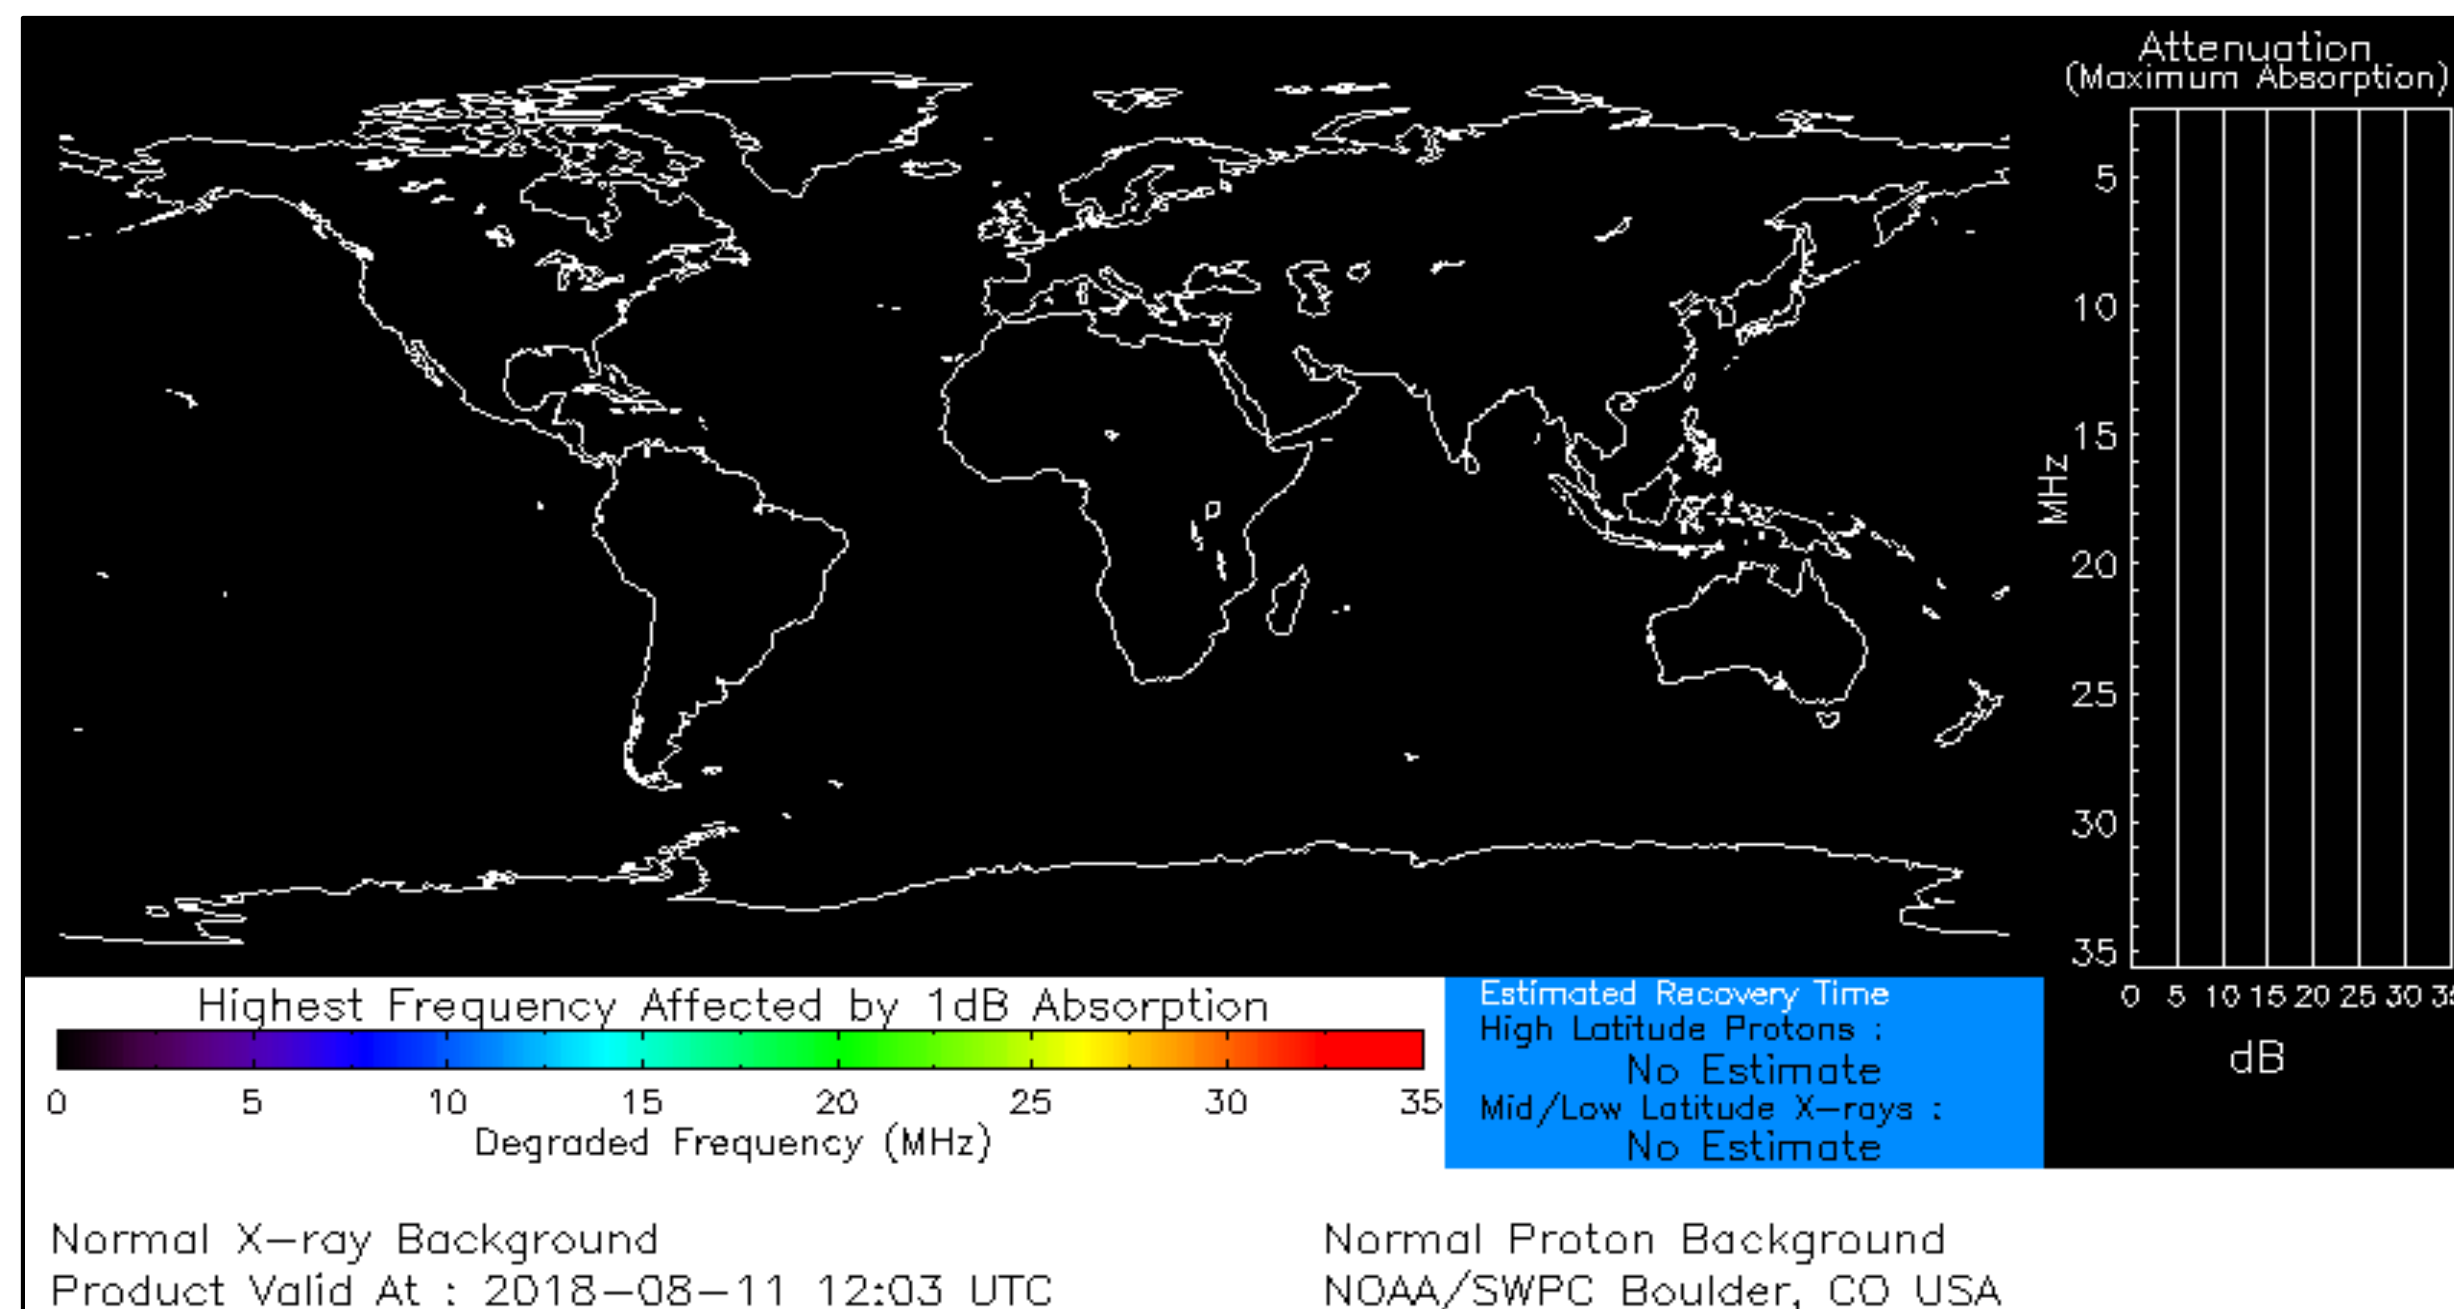 Attenuation
(Maximum Absorption)
5
10
15
20
25
30
35
MHz
0 5 10 15 20 25 30
dB
Highest Frequency Affected by 1dB Absorption
0 5 10 15 20 25 30 35
Degraded Frequency (MHz)
Estimated Recovery Time
High Latitude Protons :
No Estimate
Mid/Low Latitude X-rays :
No Estimate
Normal X-ray Background
Product Valid At : 2018-08-11 12:03 UTC
Normal Proton Background
NOAA/SWPC Boulder, CO USA